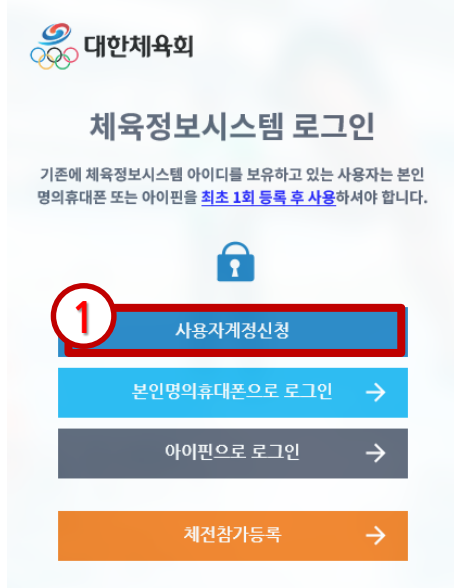 대한체육회
체육정보시스템 로그인
기존에 체육정보시스템 아이디를 보유하고 있는 사용자는 본인
명의휴대폰 또는 아이핀을 최초 1회 등록 후 사용하셔야 합니다.
1
사용자계정신청
본인명의휴대폰으로 로그인
아이핀으로 로그인
체전참가등록